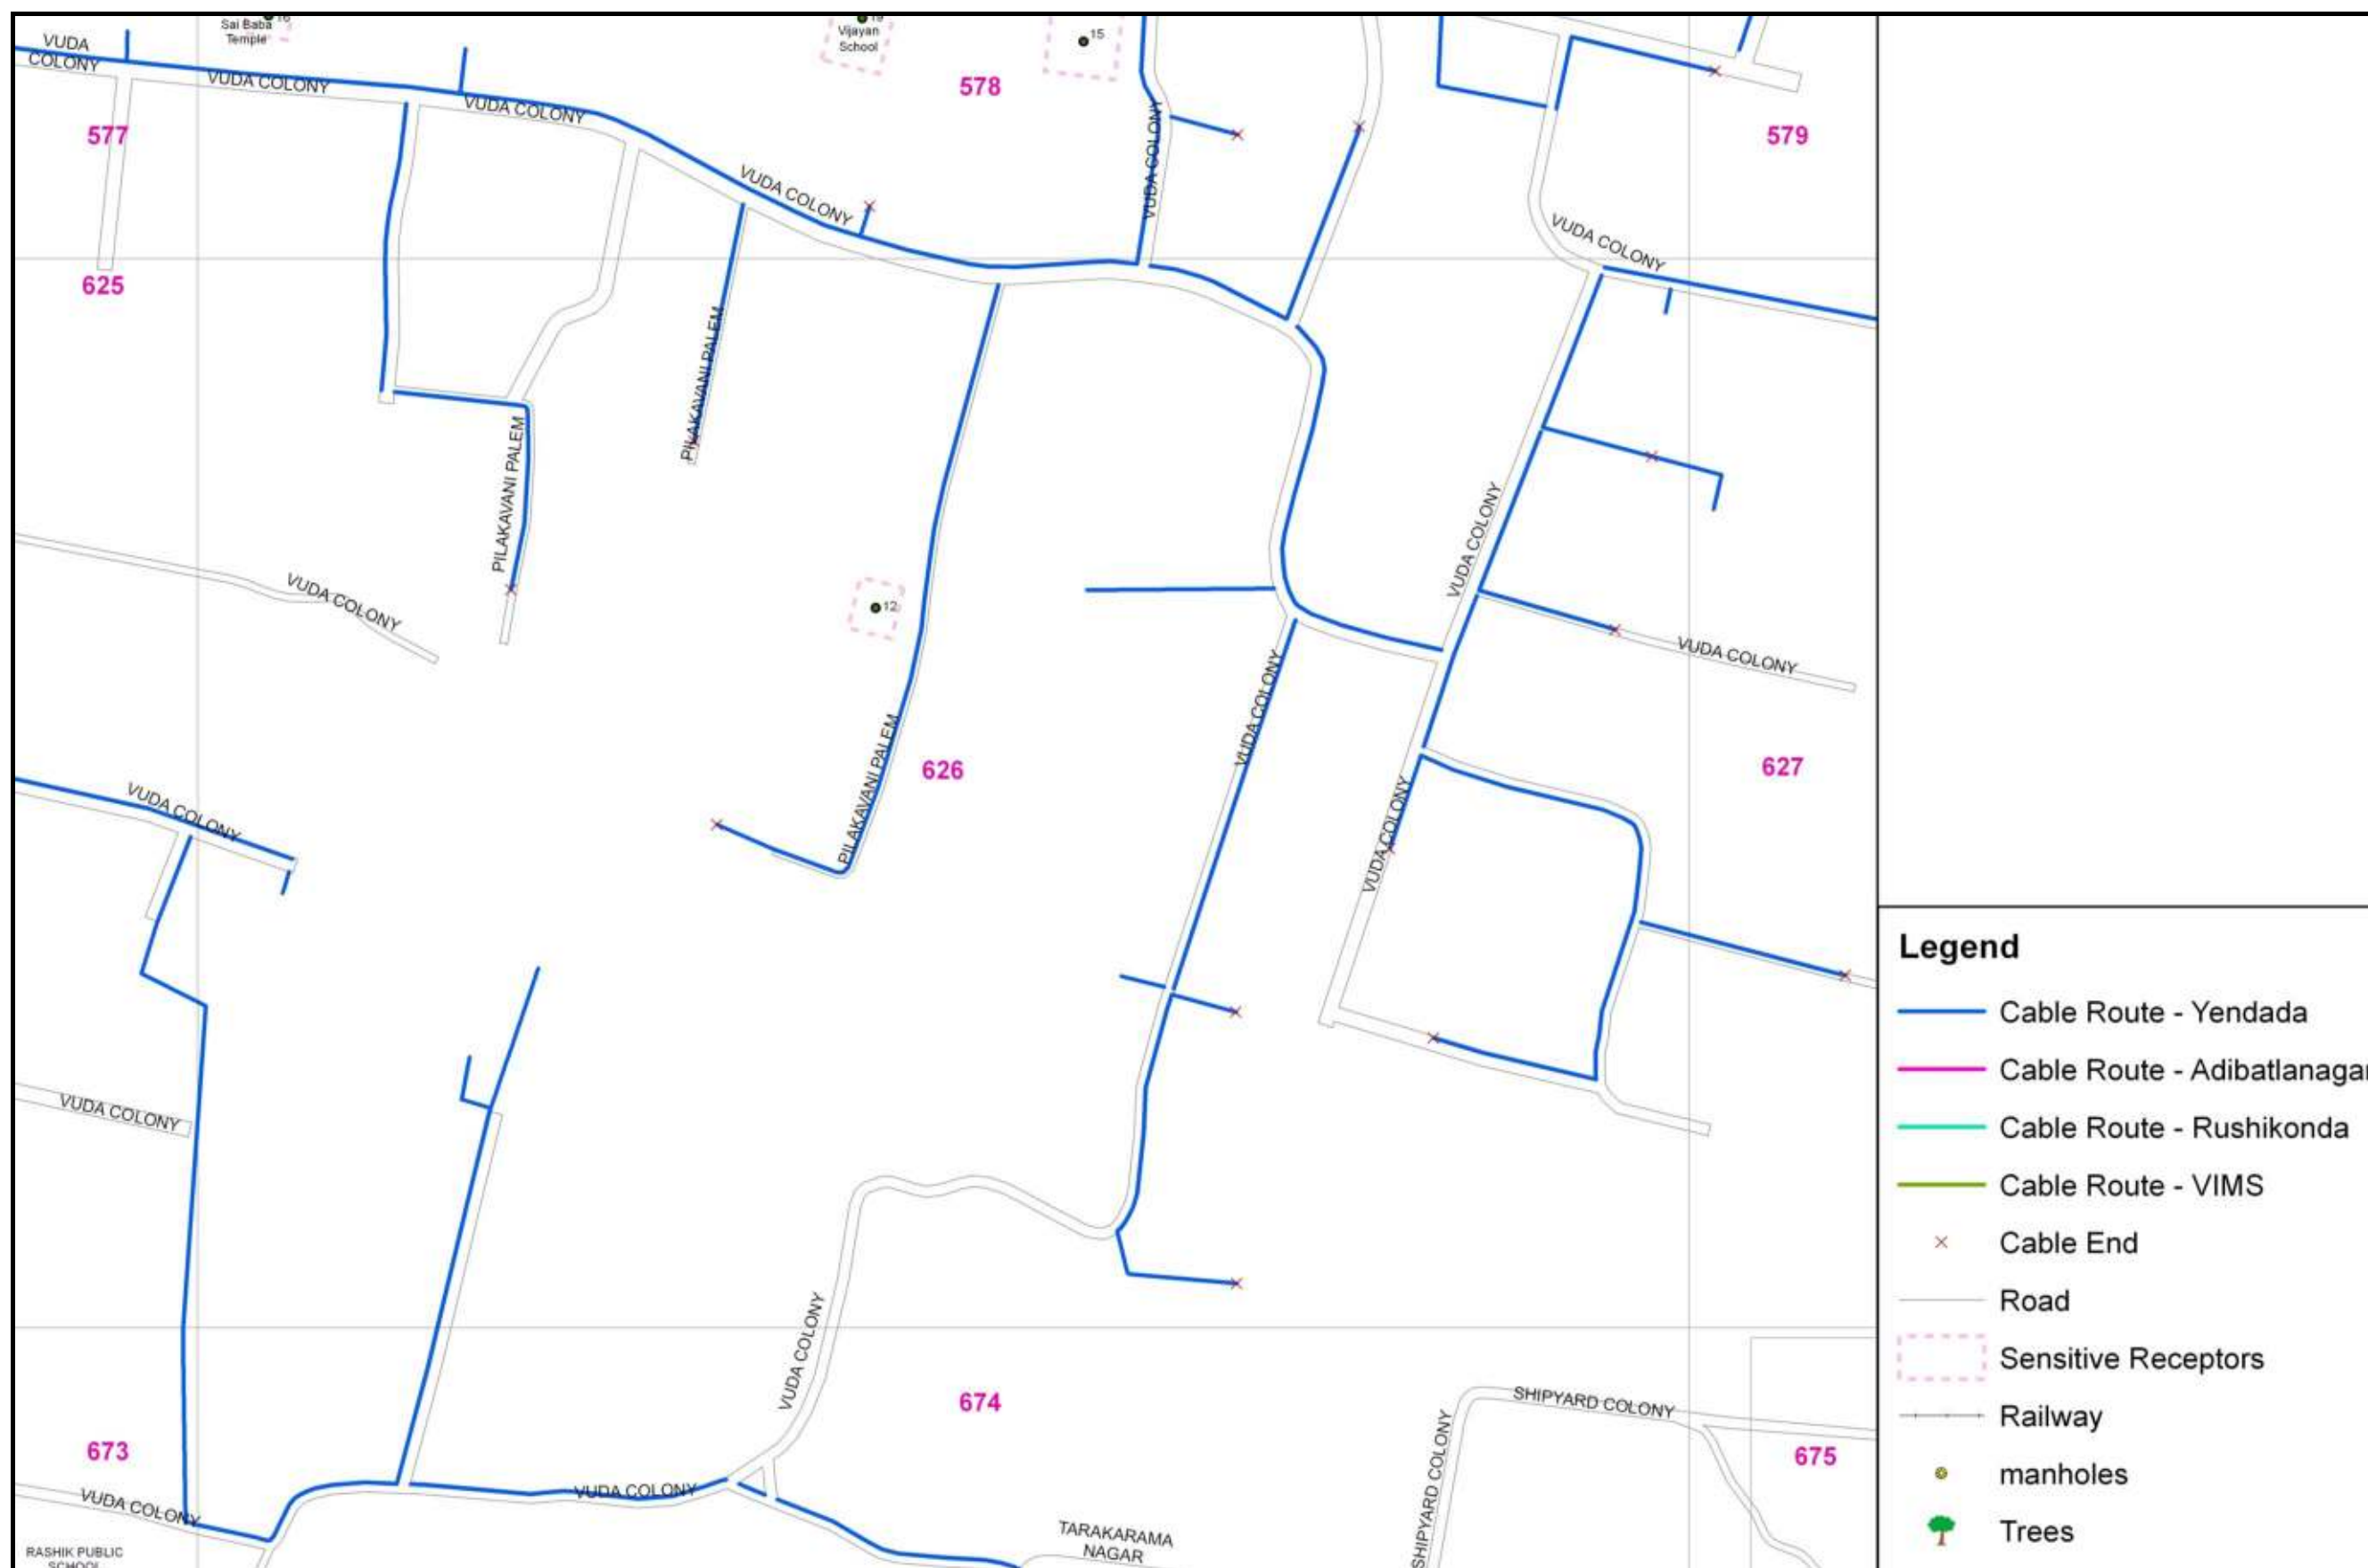 Sai Baba
Temple
16
19
Vijayan
School
15
VUDA
COLONY
VUDA COLONY
VUDA COLONY
578
577
579
VUDA COLONY
VUDA COLONY
VUDA COLONY
625
PILAKAVANI PALEM
PILAKAVANI PALEM
VUDA COLONY
VUDA COLONY
12
VUDA COLONY
VUDA COLONY
PILAKAVANI PALEM
626
627
VUDA COLONY
VUDA COLONY
VUDA COLONY
VUDA COLONY
674
673
675
SHIPYARD COLONY
SHIPYARD COLONY
VUDA COLONY
VUDA COLONY
TARAKARAMA
NAGAR
RASHIK PUBLIC
SCHOOL
Legend
Cable Route - Yendada
Cable Route - Adibatlanagar
Cable Route - Rushikonda
Cable Route - VIMS
Cable End
Road
Sensitive Receptors
Railway
manholes
Trees